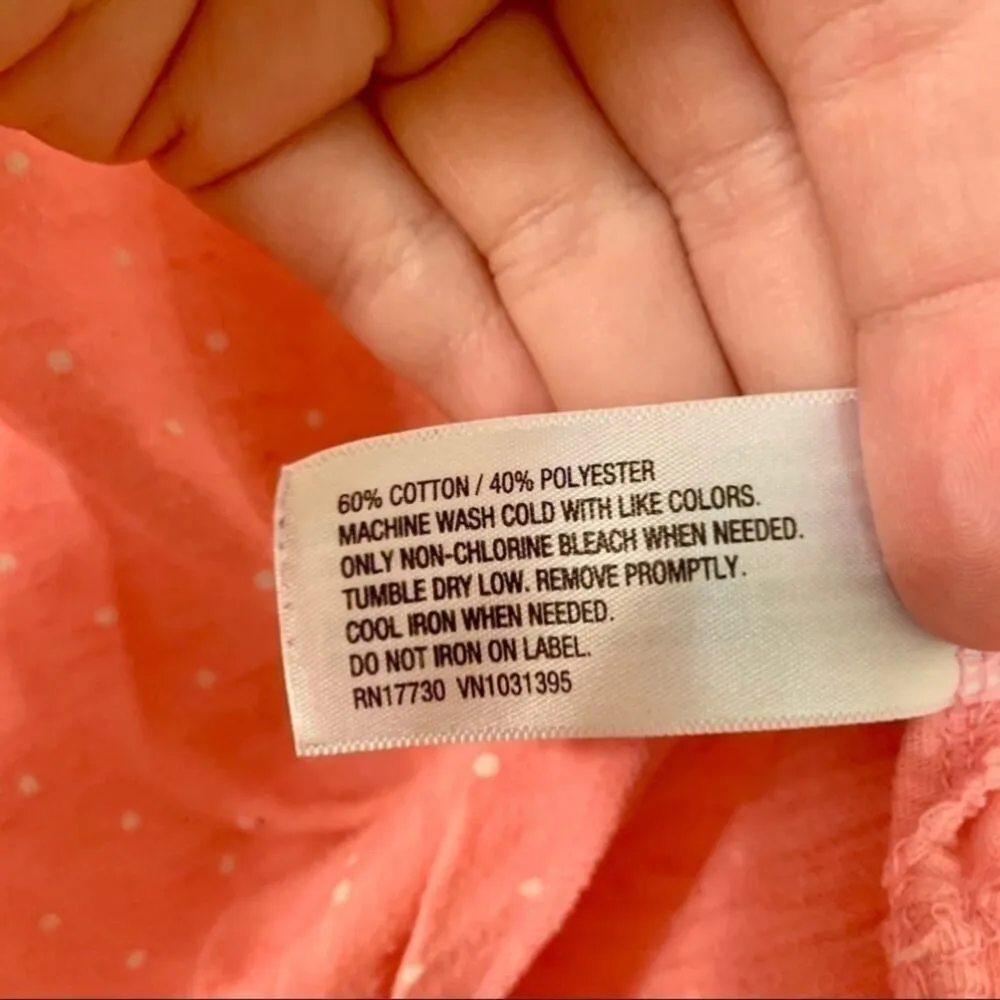 60% COTTON / 40% POLYESTER
MACHINE WASH COLD WITH LIKE COLORS.
ONLY NON-CHLORINE BLEACH WHEN NEEDED.
TUMBLE DRY LOW. REMOVE PROMPTLY.
COOL IRON WHEN NEEDED.
DO NOT IRON ON LABEL.
RN17730 VN1031395